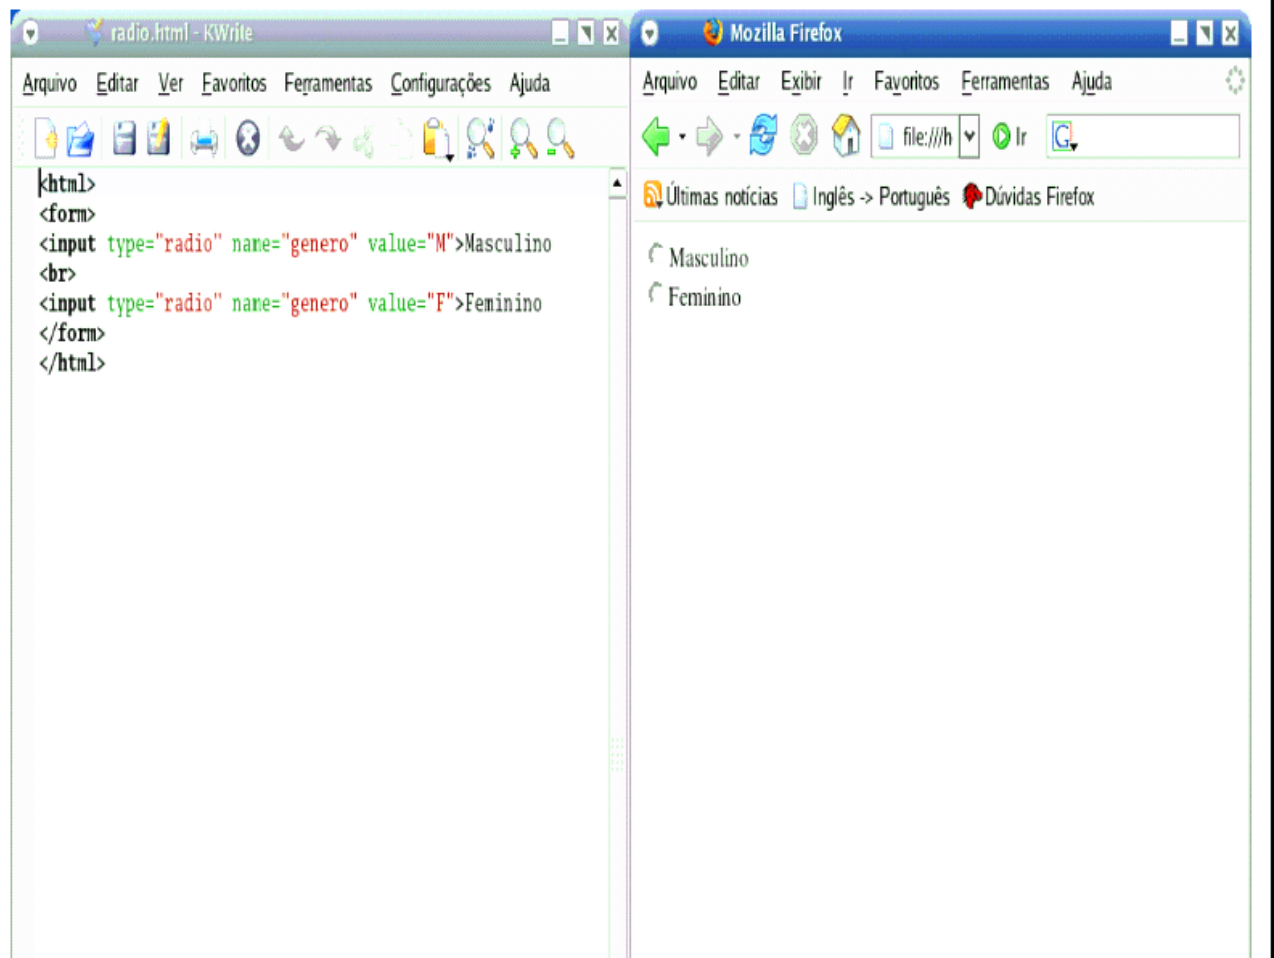 radio.html - KWrite
Arquivo Editar Ver Favoritos Ferramentas Configurações Ajuda
<html>
<form>
<input type="radio" name="genero" value="M">Masculino
<br>
<input type="radio" name="genero" value="F">Feminino
</form>
</html>
Mozilla Firefox
Arquivo Editar Exibir Ir Favoritos Ferramentas Ajuda
file:///h Ir G
Últimas notícias Inglês -> Português Dúvidas Firefox
Masculino
Feminino